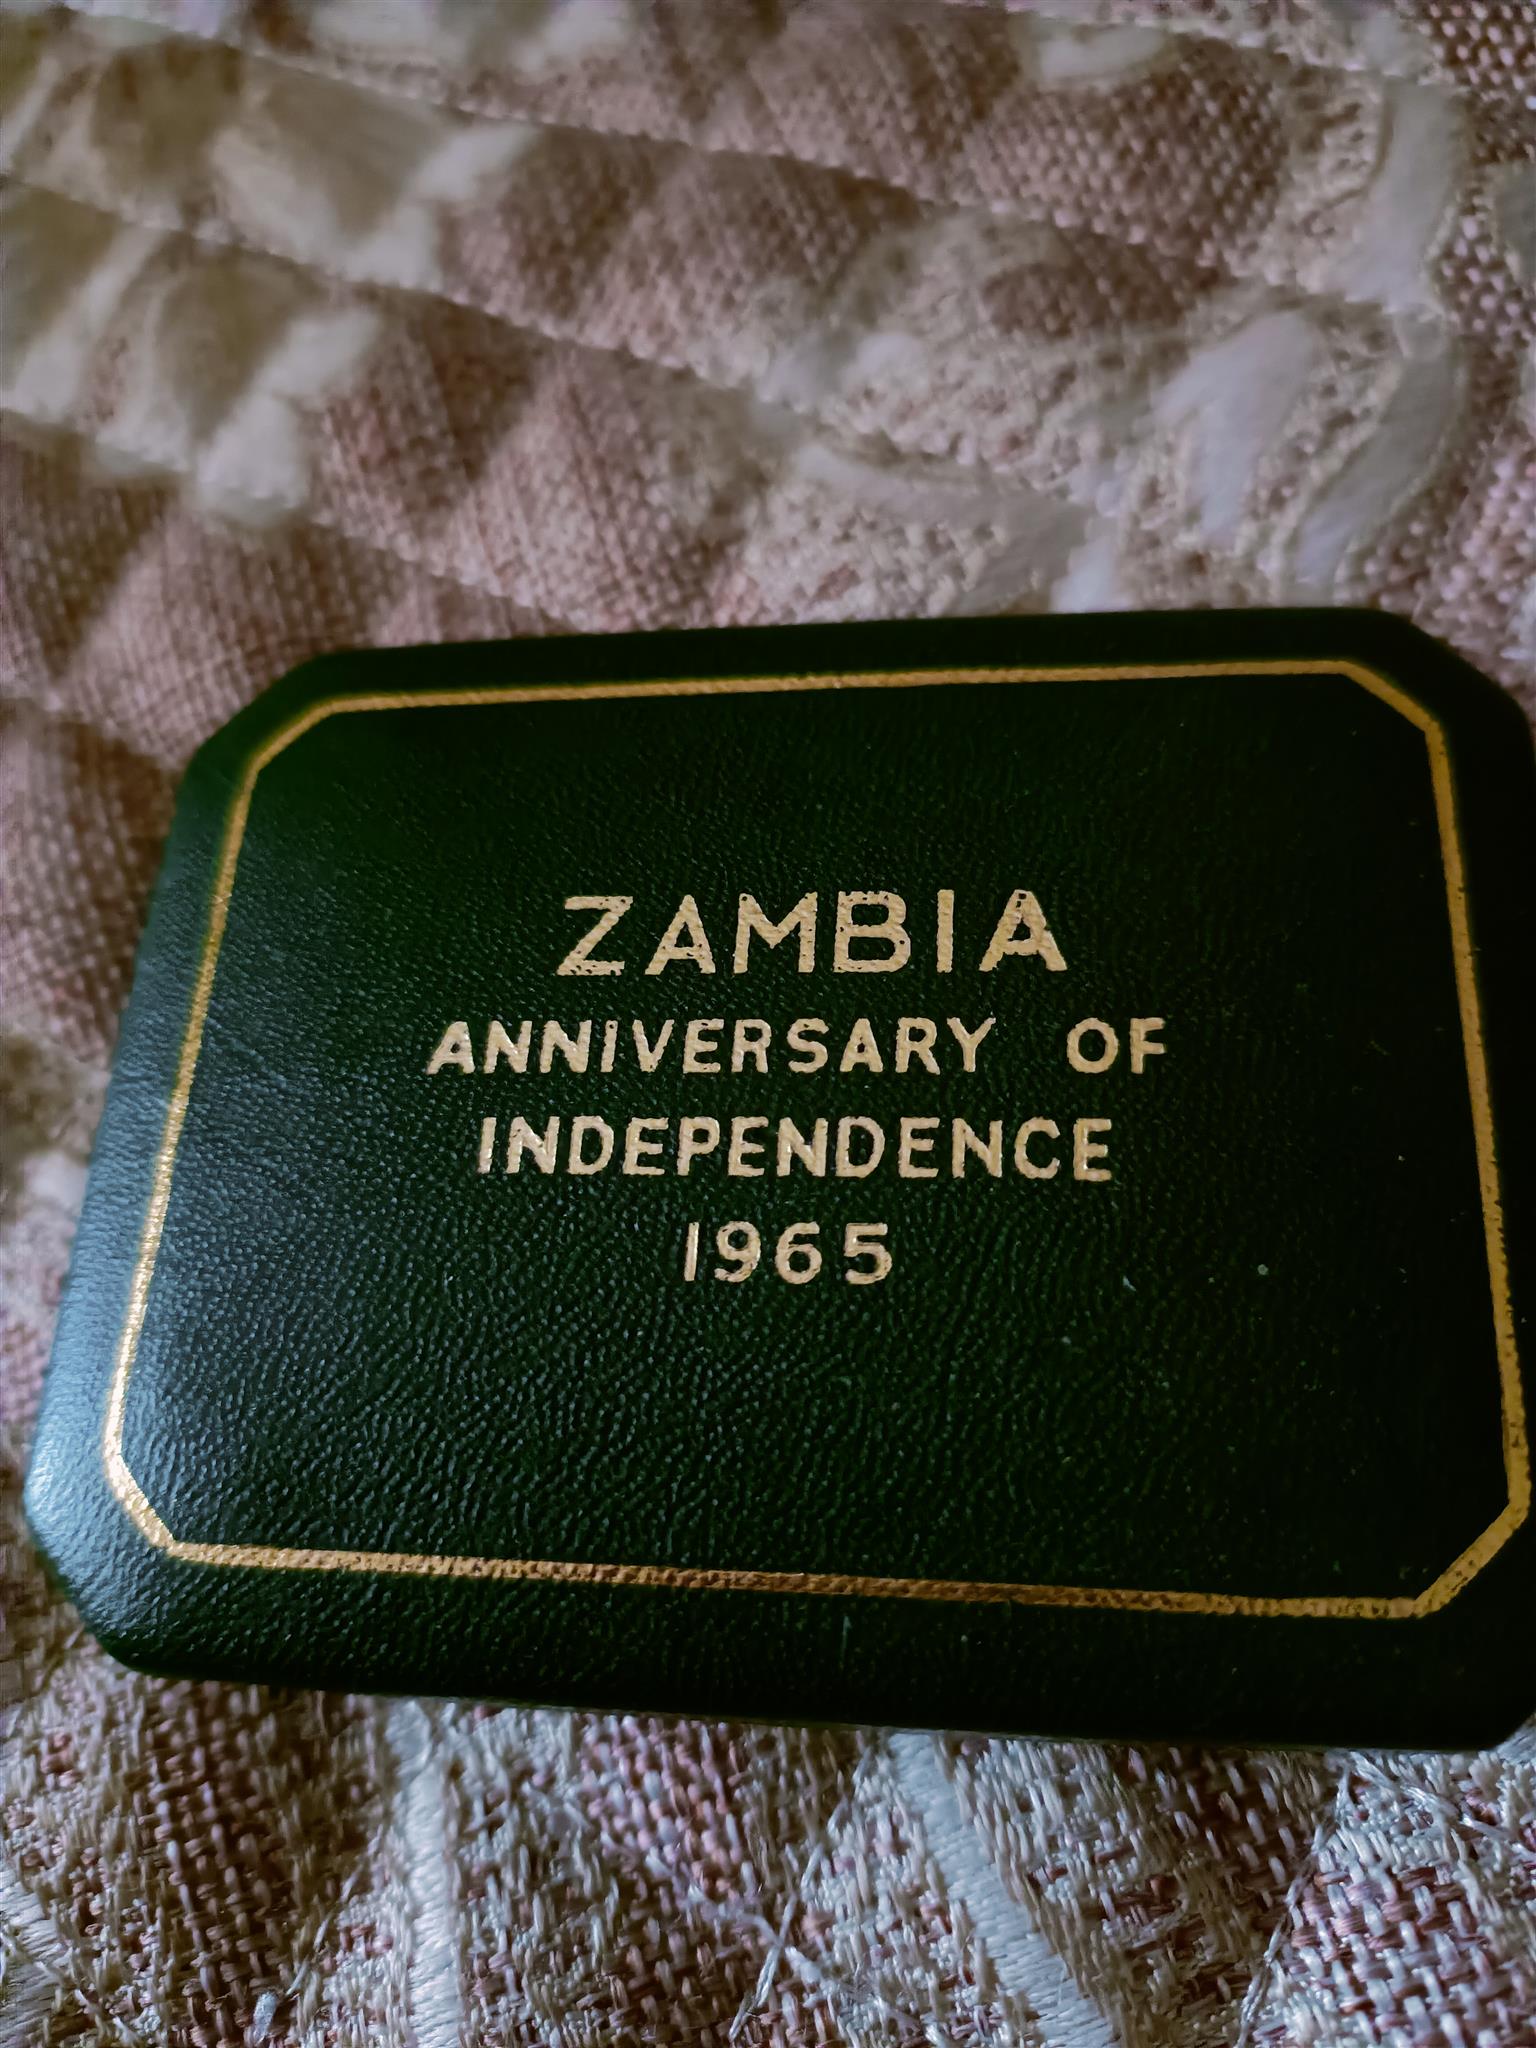 ZAMBIA
ANNIVERSARY OF
INDEPENDENCE
1965